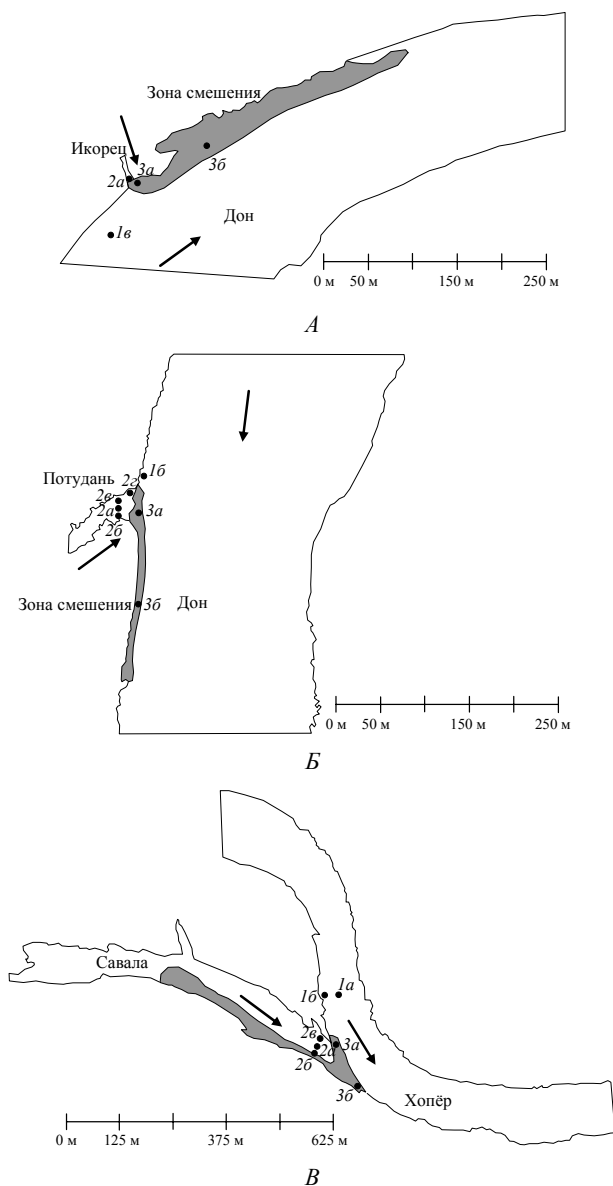 Зона смешения
Икорец
3а
2а
3б
1в
Дон
0 м 50 м 150 м 250 м
А
Потудань
1б
2г
2в
2а
2б
3а
Зона смешения
3б
Дон
0 м 50 м 150 м 250 м
Б
Савала
1б
1а
2в
2а
2б
3а
3б
Хопёр
0 м 125 м 375 м 625 м
В